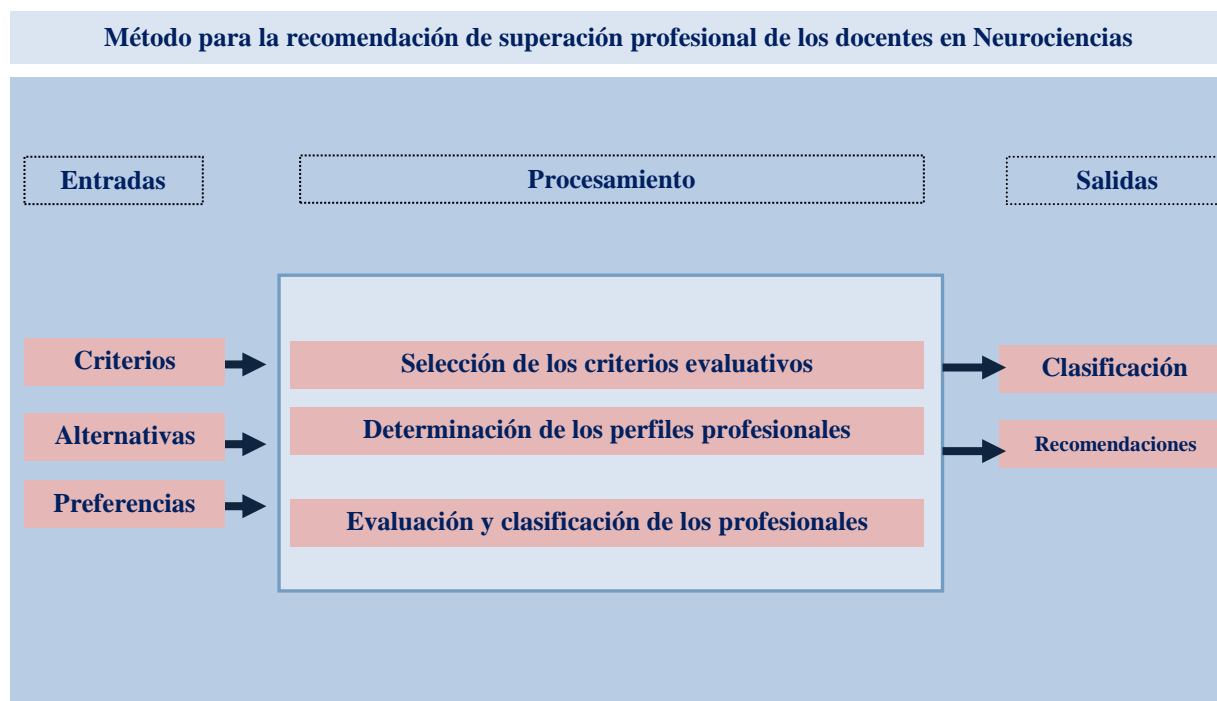 Método para la recomendación de superación profesional de los docentes en Neurociencias
Entradas
Procesamiento
Salidas
Criterios
Alternativas
Preferencias
Selección de los criterios evaluativos
Determinación de los perfiles profesionales
Evaluación y clasificación de los profesionales
Clasificación
Recomendaciones